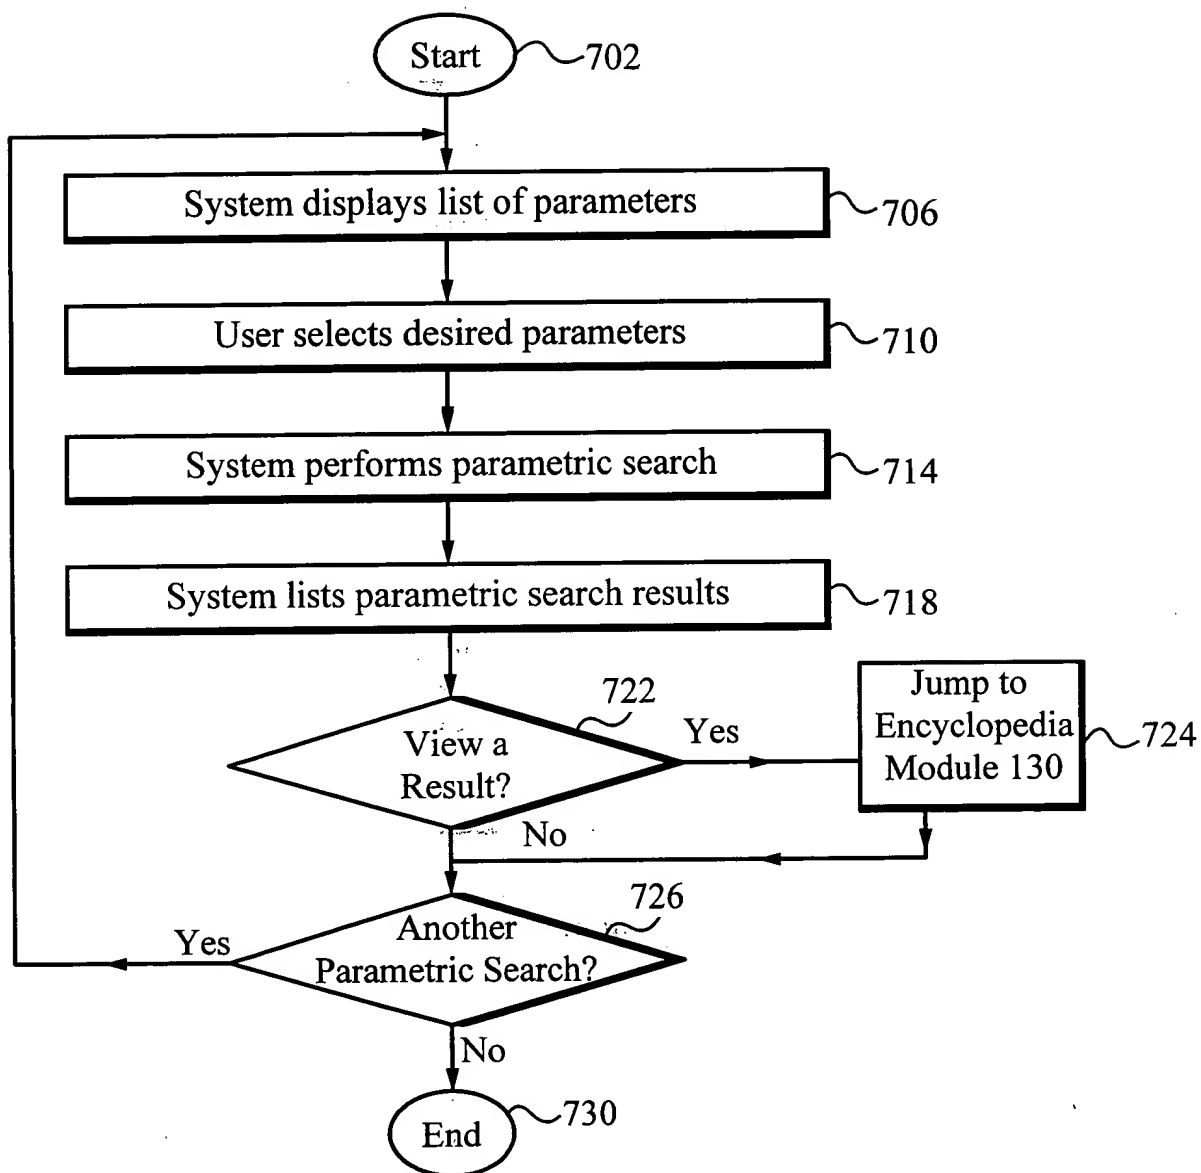 Start
702
System displays list of parameters
706
User selects desired parameters
710
System performs parametric search
714
System lists parametric search results
718
722
View a
Result?
Yes
Jump to
Encyclopedia
Module 130
724
No
726
Another
Parametric Search?
Yes
No
730
End